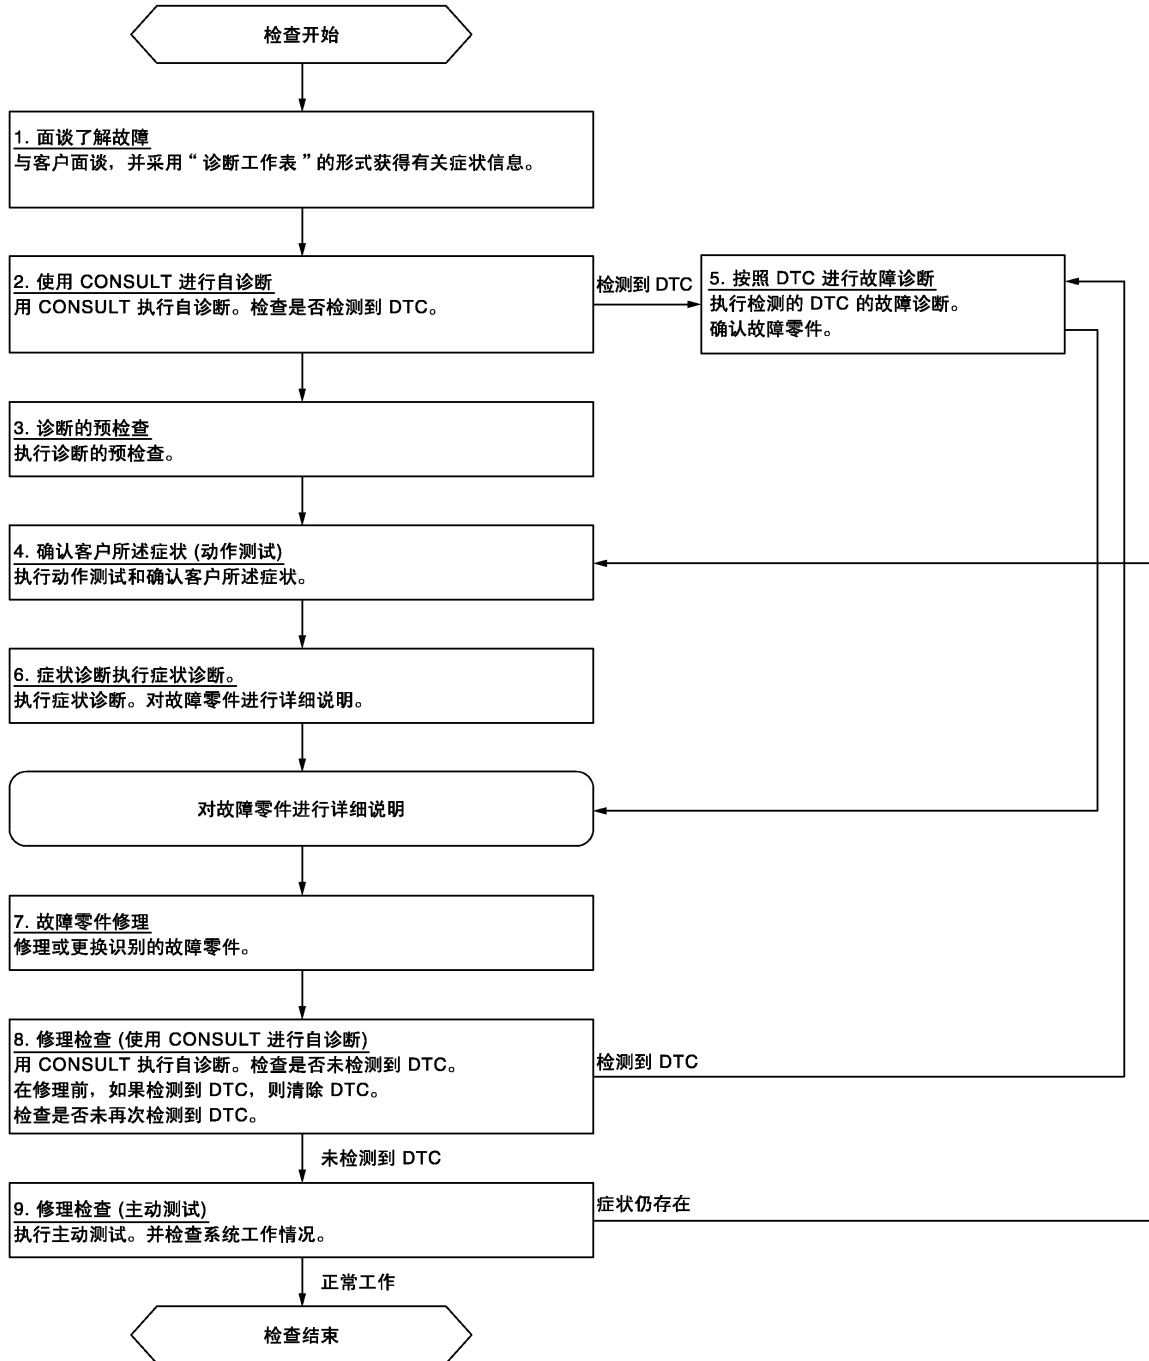 检查开始
1. 面谈了解故障
与客户面谈，并采用“诊断工作表”的形式获得有关症状信息。
2. 使用 CONSULT 进行自诊断
用 CONSULT 执行自诊断。检查是否检测到 DTC。
检测到 DTC
5. 按照 DTC 进行故障诊断
执行检测的 DTC 的故障诊断。
确认故障零件。
3. 诊断的预检查
执行诊断的预检查。
4. 确认客户所述症状 (动作测试)
执行动作测试和确认客户所述症状。
6. 症状诊断执行症状诊断。
执行症状诊断。对故障零件进行详细说明。
对故障零件进行详细说明
7. 故障零件修理
修理或更换识别的故障零件。
8. 修理检查 (使用 CONSULT 进行自诊断)
用 CONSULT 执行自诊断。检查是否未检测到 DTC。
在修理前，如果检测到 DTC，则清除 DTC。
检查是否未再次检测到 DTC。
检测到 DTC
未检测到 DTC
9. 修理检查 (主动测试)
执行主动测试。并检查系统工作情况。
症状仍存在
正常工作
检查结束